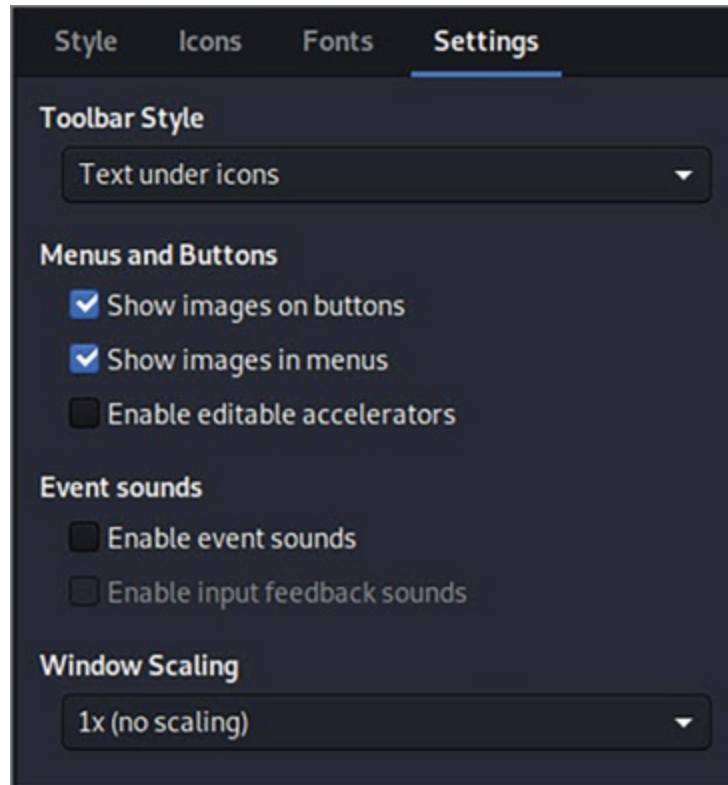 Style Icons Fonts Settings
Toolbar Style
Text under icons
Menus and Buttons
Show images on buttons
Show images in menus
Enable editable accelerators
Event sounds
Enable event sounds
Enable input feedback sounds
Window Scaling
1x (no scaling)